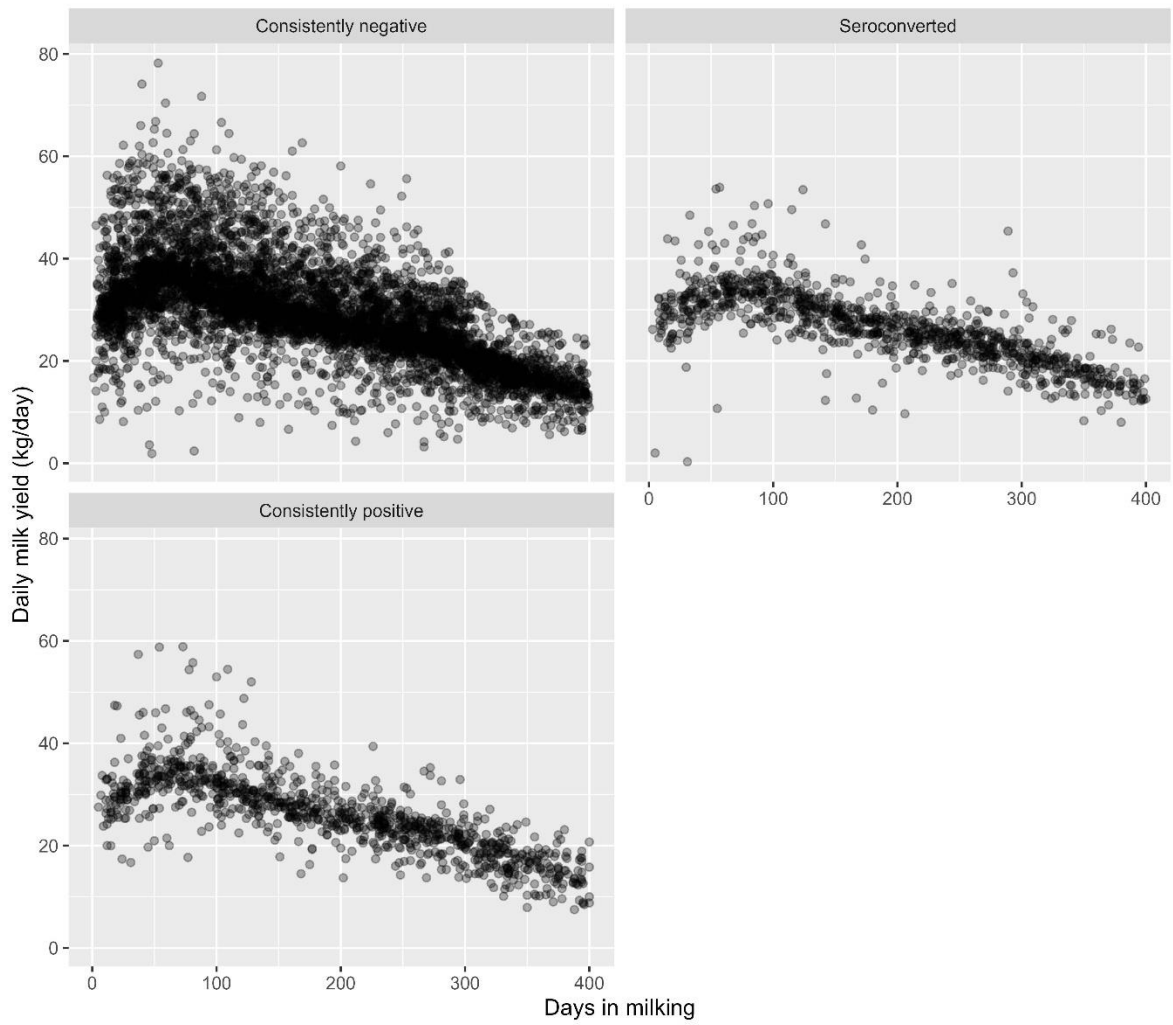 Consistently negative
Seroconverted
80
60
40
20
0
0 100 200 300 400
Consistently positive
80
60
40
20
0
0 100 200 300 400
Daily milk yield (kg/day)
Days in milking